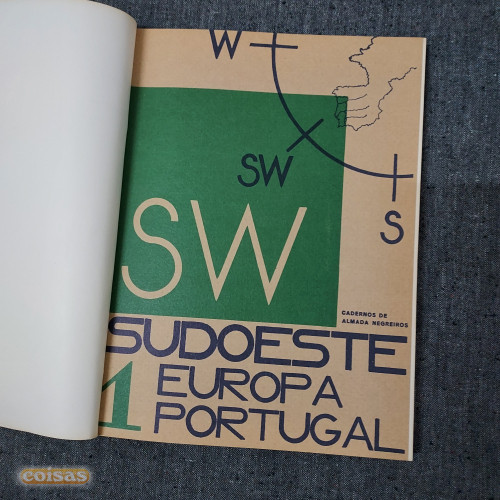 W
SW
S
SW
CADERNOS DE
ALMADA NEGREIROS
SUDOESTE
1 EUROPA
PORTUGAL
coisas